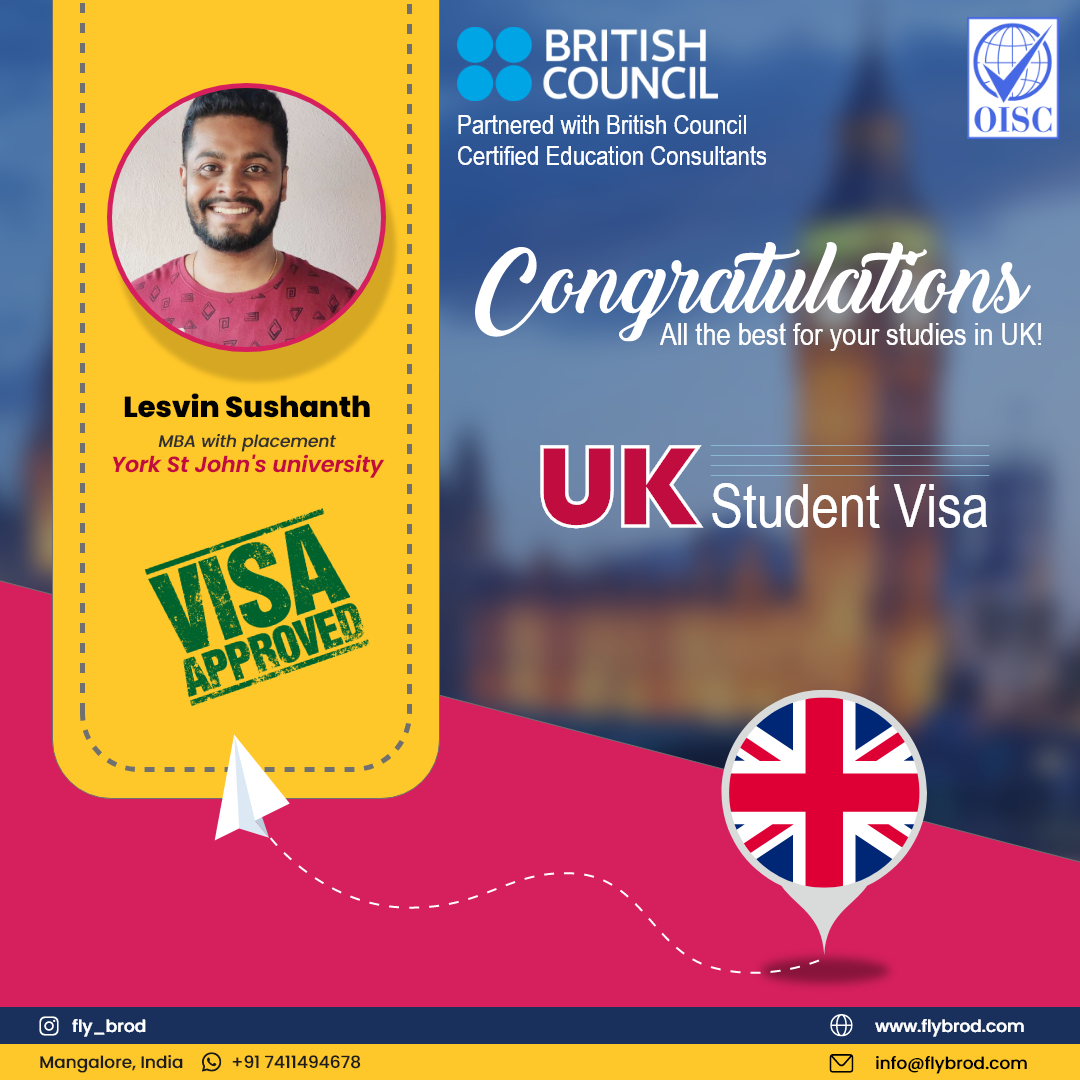 BRITISH
COUNCIL
Partnered with British Council
Certified Education Consultants
OISC
Congratulations
All the best for your studies in UK!
UK Student Visa
Lesvin Sushanth
MBA with placement
York St John's university
VISA
APPROVED
fly_brod
www.flybrod.com
Mangalore, India +91 7411494678
info@flybrod.com